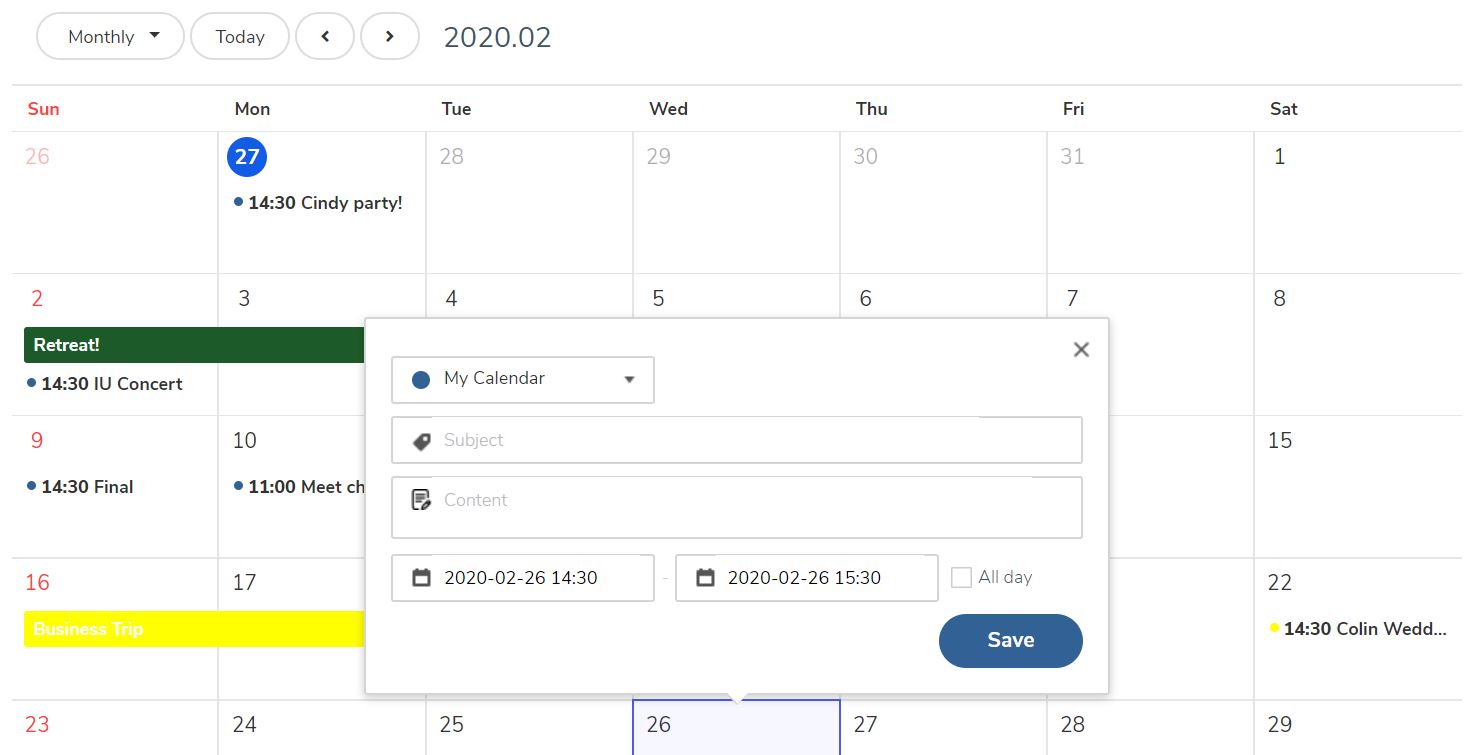 Monthly Today 2020.02
Sun Mon Tue Wed Thu Fri Sat
26 27 28 29 30 31 1
14:30 Cindy party!
2 3 4 5 6 7 8
Retreat!
14:30 IU Concert
My Calendar
Subject
9 10 15
14:30 Final 11:00 Meet ch
Content
2020-02-26 14:30 - 2020-02-26 15:30 All day
16 17 22
Business Trip 14:30 Colin Wedd...
Save
23 24 25 26 27 28 29